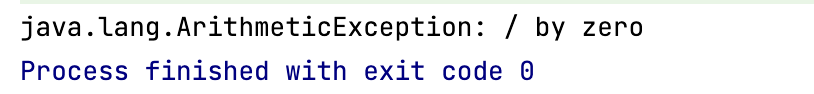 java.lang.ArithmeticException: / by zero
Process finished with exit code 0